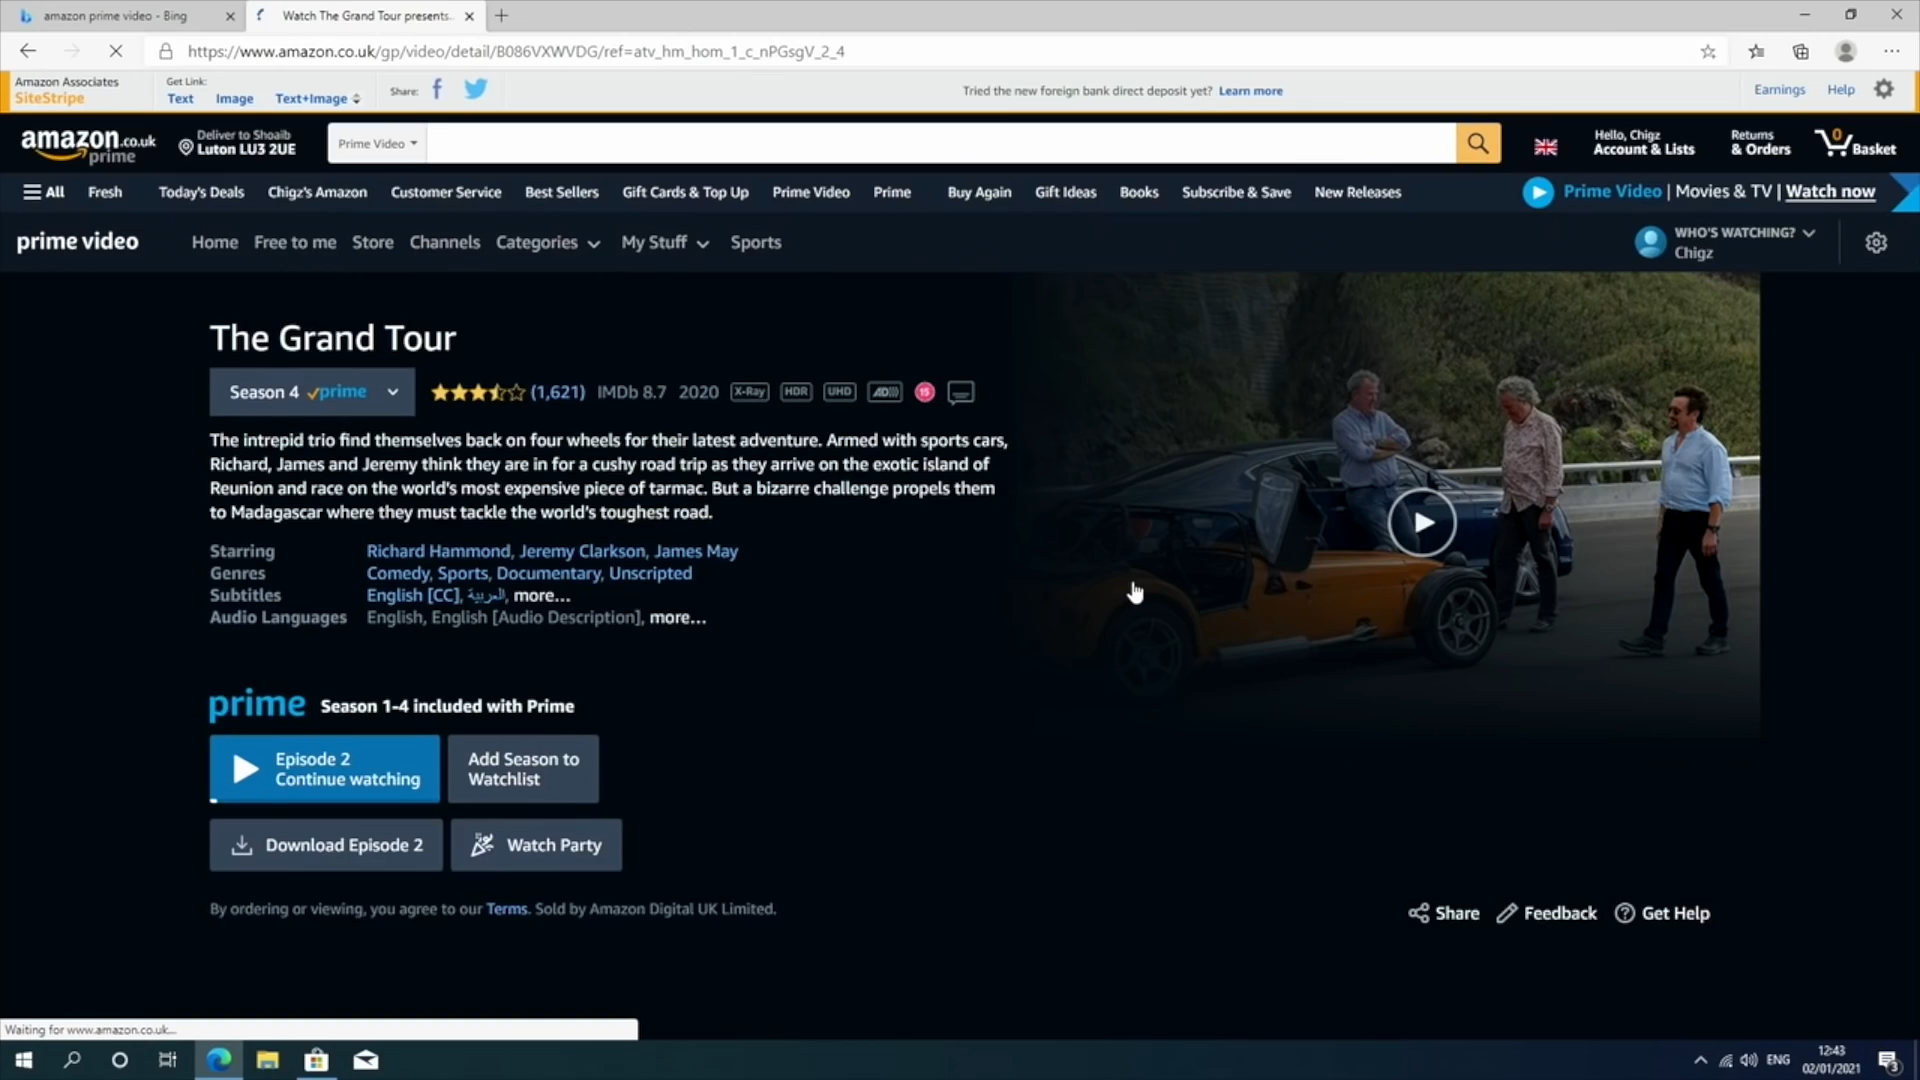 amazon prime video - Bing
Watch The Grand Tour presents..
https://www.amazon.co.uk/gp/video/detail/B086VXWVDG/ref=atv_hm_hom_1_c_nPGsgV_2_4
Amazon Associates
SiteStripe
Get Link:
Text Image Text+Image
Share:
Tried the new foreign bank direct deposit yet? Learn more
Earnings Help
amazon.co.uk
prime
Deliver to Shoaib
Luton LU3 2UE
Prime Video
Hello, Chigz
Account & Lists
Returns
& Orders
0
Basket
All Fresh Today's Deals Chigz's Amazon Customer Service Best Sellers Gift Cards & Top Up Prime Video Prime Buy Again Gift Ideas Books Subscribe & Save New Releases
Prime Video | Movies & TV | Watch now
prime video Home Free to me Store Channels Categories My Stuff Sports
WHO'S WATCHING?
Chigz
The Grand Tour
Season 4 prime (1,621) IMDb 8.7 2020 X-Ray HDR UHD AD 15
The intrepid trio find themselves back on four wheels for their latest adventure. Armed with sports cars,
Richard, James and Jeremy think they are in for a cushy road trip as they arrive on the exotic island of
Reunion and race on the world's most expensive piece of tarmac. But a bizarre challenge propels them
to Madagascar where they must tackle the world's toughest road.
Starring Richard Hammond, Jeremy Clarkson, James May
Genres Comedy, Sports, Documentary, Unscripted
Subtitles English [CC], العربية, more...
Audio Languages English, English [Audio Description], more...
prime Season 1-4 included with Prime
Episode 2
Continue watching
Add Season to
Watchlist
Download Episode 2
Watch Party
By ordering or viewing, you agree to our Terms. Sold by Amazon Digital UK Limited.
Share Feedback Get Help
Waiting for www.amazon.co.uk...
ENG
12:43
02/01/2021
3